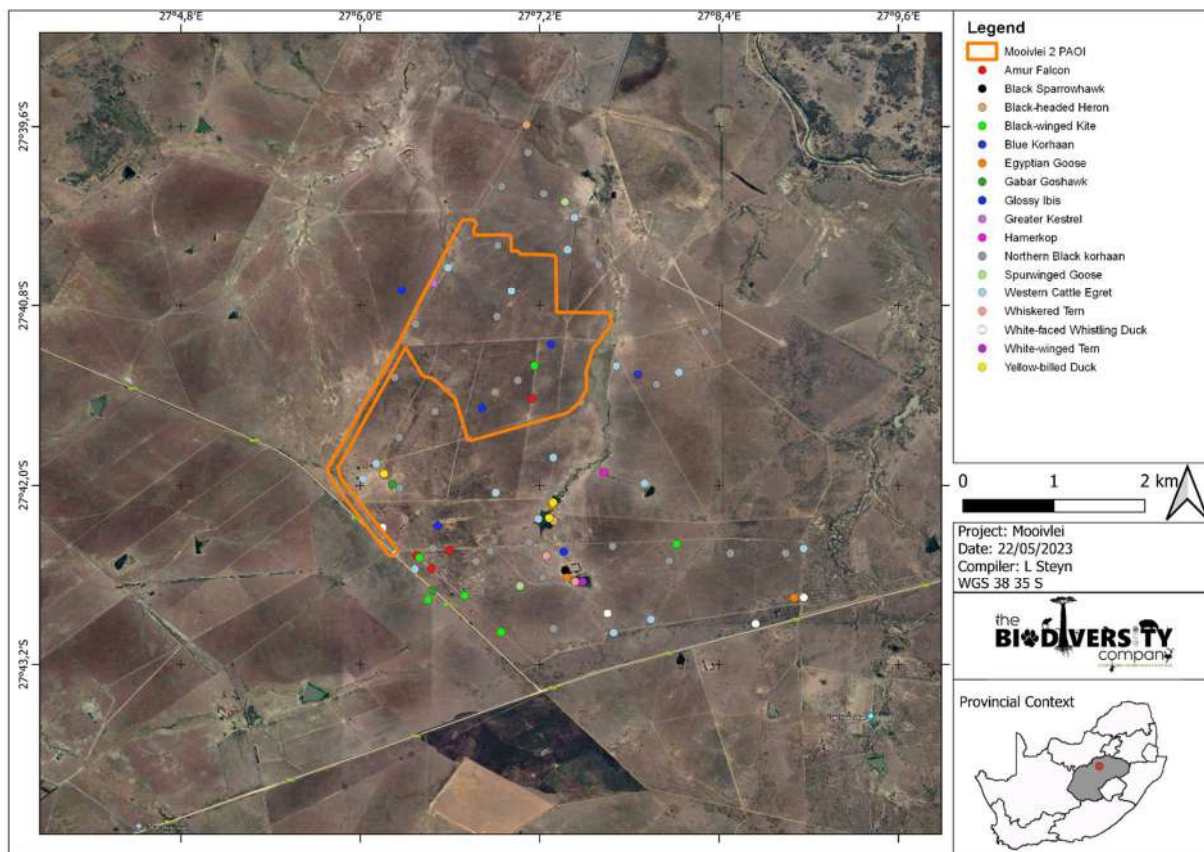 27°4,8'E
27°6,0'E
27°7,2'E
27°8,4'E
27°9,6'E
27°39,6'S
27°40,8'S
27°42,0'S
27°43,2'S
Legend
Mooivlei 2 PAOI
Amur Falcon
Black Sparrowhawk
Black-headed Heron
Black-winged Kite
Blue Korhaan
Egyptian Goose
Gabar Goshawk
Glossy Ibis
Greater Kestrel
Hamerkop
Northern Black korhaan
Spurwinged Goose
Western Cattle Egret
Whiskered Tern
White-faced Whistling Duck
White-winged Tern
Yellow-billed Duck
0 1 2 km
Project: Mooivlei
Date: 22/05/2023
Compiler: L Steyn
WGS 38 35 S
the
BIODIVERSITY
company
Provincial Context